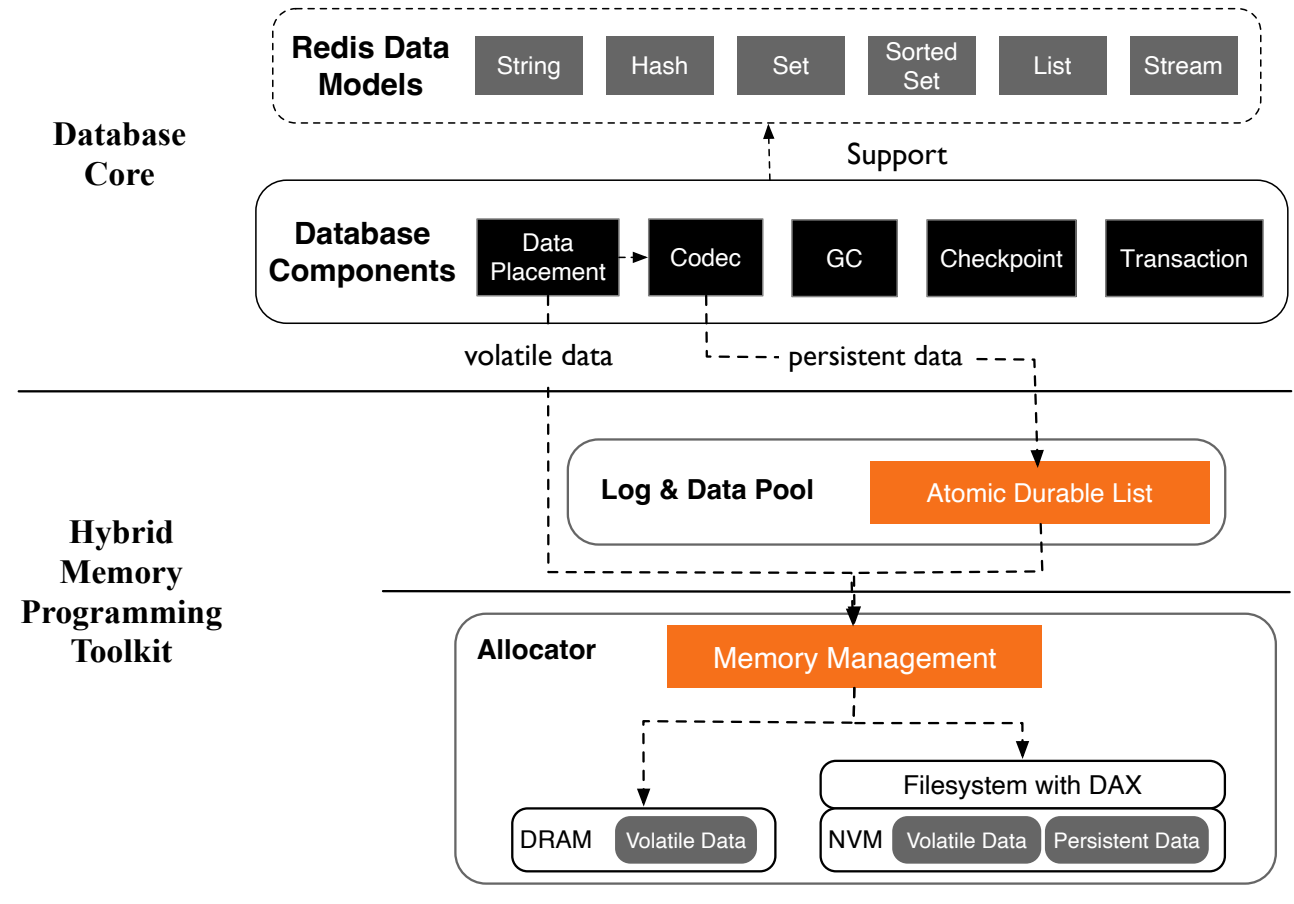 Redis Data
Models
String
Hash
Set
Sorted
Set
List
Stream
Database
Core
Support
Database
Components
Data
Placement
Codec
GC
Checkpoint
Transaction
volatile data
persistent data
Log & Data Pool
Atomic Durable List
Hybrid
Memory
Programming
Toolkit
Allocator
Memory Management
Filesystem with DAX
DRAM
Volatile Data
NVM
Volatile Data
Persistent Data